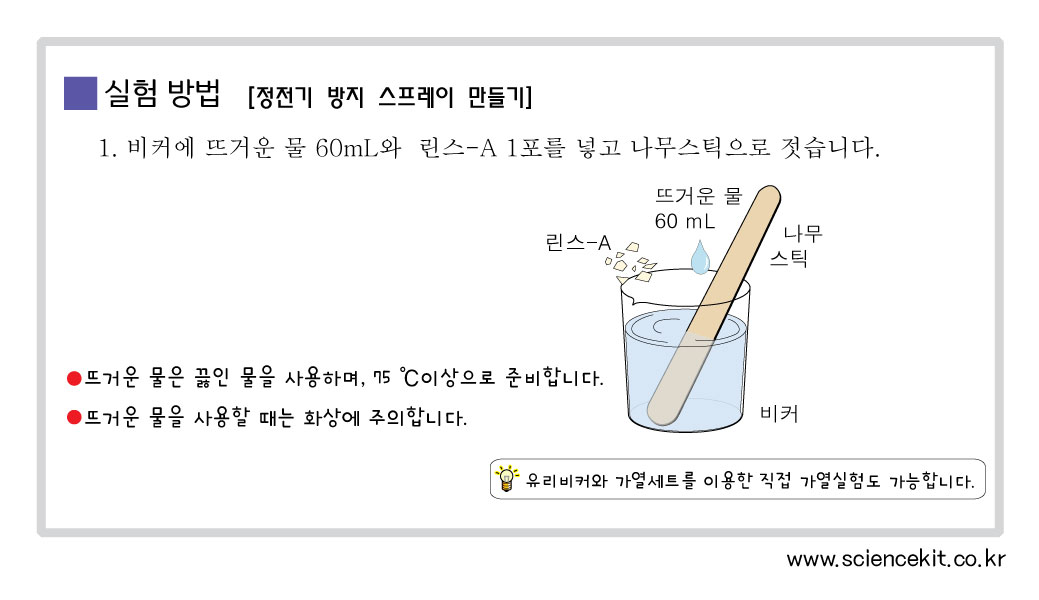 실험 방법 [정전기 방지 스프레이 만들기]
1. 비커에 뜨거운 물 60mL와 린스-A 1포를 넣고 나무스틱으로 젓습니다.
뜨거운 물
60 mL
린스-A
나무
스틱
●뜨거운 물은 끓인 물을 사용하며, 75 ℃이상으로 준비합니다.
●뜨거운 물을 사용할 때는 화상에 주의합니다.
비커
유리비커와 가열세트를 이용한 직접 가열실험도 가능합니다.
www.sciencekit.co.kr